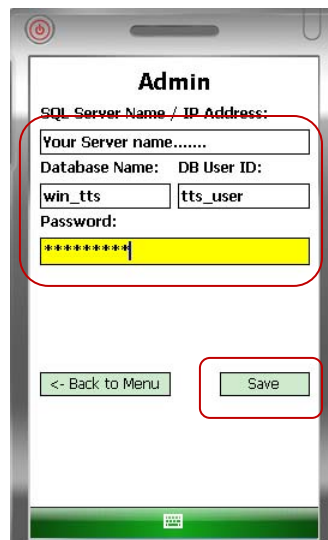 Admin
SQL Server Name / IP Address:
Your Server name.......
Database Name: DB User ID:
win_tts tts_user
Password:
*********
<- Back to Menu Save